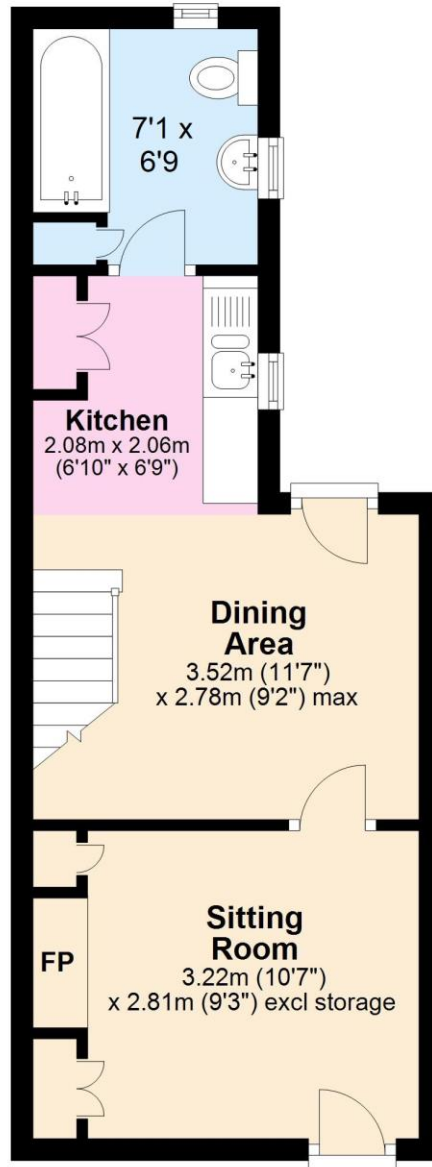 7'1 x
6'9
Kitchen
2.08m x 2.06m
(6'10" x 6'9")
Dining
Area
3.52m (11'7")
x 2.78m (9'2") max
Sitting
Room
3.22m (10'7")
x 2.81m (9'3") excl storage
FP